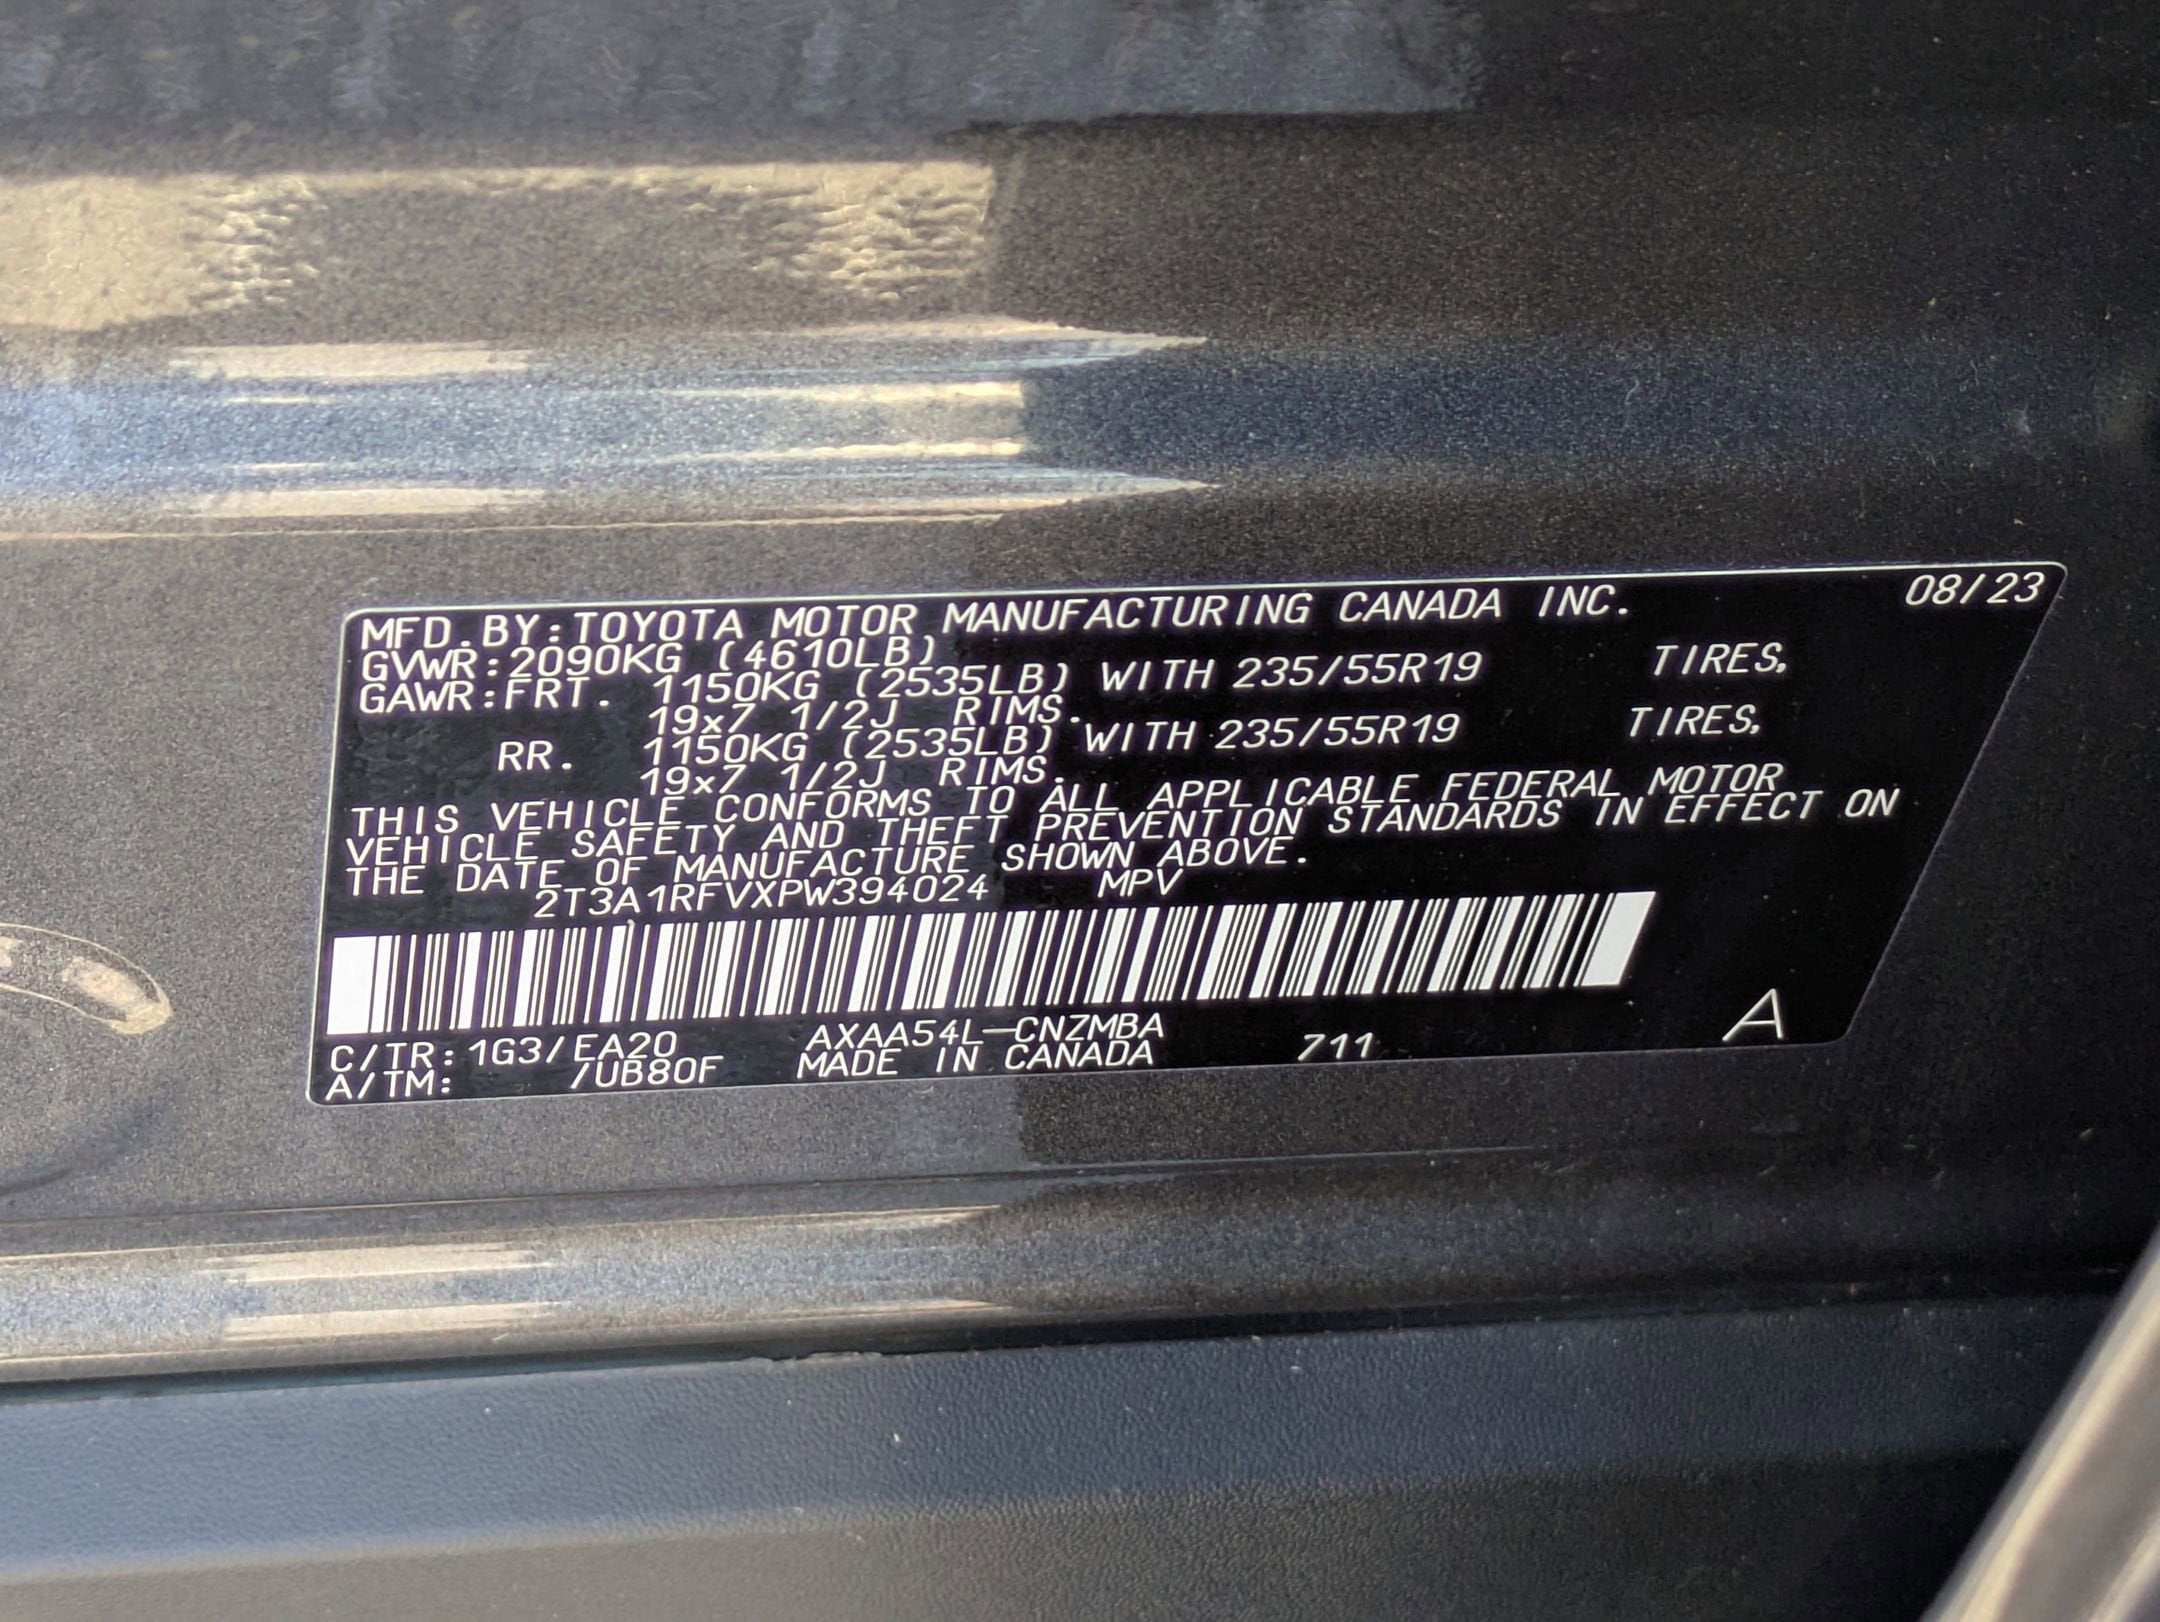 MFD.BY:TOYOTA MOTOR MANUFACTURING CANADA INC. 08/23
GVWR:2090KG (4610LB)
GAWR:FRT. 1150KG (2535LB) WITH 235/55R19 TIRES,
19x7 1/2J RIMS.
RR. 1150KG (2535LB) WITH 235/55R19 TIRES,
19x7 1/2J RIMS.
THIS VEHICLE CONFORMS TO ALL APPLICABLE FEDERAL MOTOR
VEHICLE SAFETY AND THEFT PREVENTION STANDARDS IN EFFECT ON
THE DATE OF MANUFACTURE SHOWN ABOVE.
2T3A1RFVXPW394024 MPV
C/TR:1G3/EA20 AXAA54L-CNZMBA
A/TM: /UB80F MADE IN CANADA 711 A